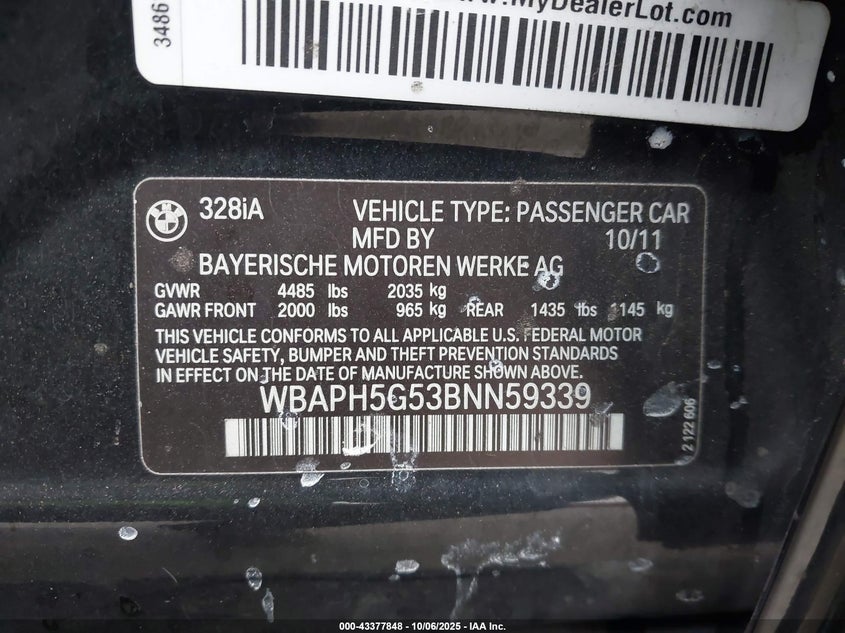 3486
www.MyDealerLot.com
BMW
328iA VEHICLE TYPE: PASSENGER CAR
MFD BY 10/11
BAYERISCHE MOTOREN WERKE AG
GVWR 4485 lbs 2035 kg
GAWR FRONT 2000 lbs 965 kg REAR 1435 lbs 1145 kg
THIS VEHICLE CONFORMS TO ALL APPLICABLE U.S. FEDERAL MOTOR
VEHICLE SAFETY, BUMPER AND THEFT PREVENTION STANDARDS
IN EFFECT ON THE DATE OF MANUFACTURE SHOWN ABOVE.
WBAPH5G53BNN59339
2 122 606
000-43377848 - 10/06/2025 - IAA Inc.